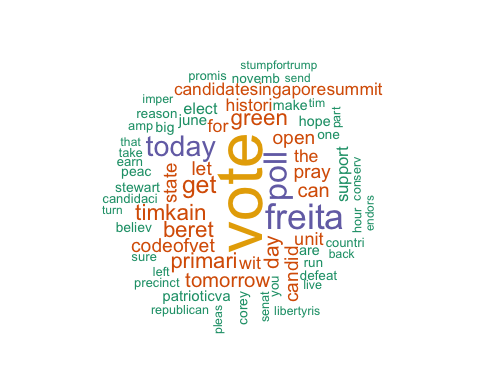 stumpfortrump
promis novemb send
candidatesingaporesummit
imper histori make tim
reason elect green hope part
amp big june for open one
that today poll the support conserv
take let pray
earn state get vote can
peac
stewart freita endors
candidaci timkain hour
turn beret day unit
believ codeofyet are countri
sure primari wit candid run back
left tomorrow you defeat
precinct live
patrioticva senat
republican pleas corey libertyris